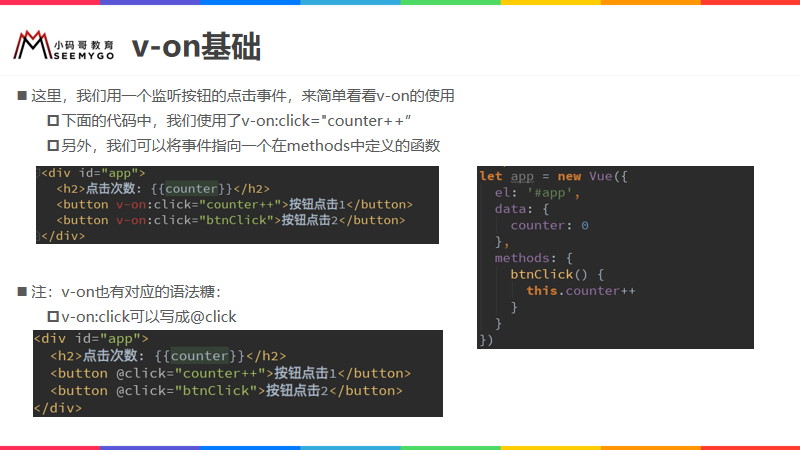 小码哥教育
SEEMYGO
v-on基础
这里，我们用一个监听按钮的点击事件，来简单看看v-on的使用
下面的代码中，我们使用了v-on:click="counter++”
另外，我们可以将事件指向一个在methods中定义的函数
<div id="app">
<h2>点击次数: {{counter}}</h2>
<button v-on:click="counter++">按钮点击1</button>
<button v-on:click="btnClick">按钮点击2</button>
</div>
let app = new Vue({
el: '#app',
data: {
counter: 0
},
methods: {
btnClick() {
this.counter++
}
}
})
注：v-on也有对应的语法糖：
v-on:click可以写成@click
<div id="app">
<h2>点击次数: {{counter}}</h2>
<button @click="counter++">按钮点击1</button>
<button @click="btnClick">按钮点击2</button>
</div>